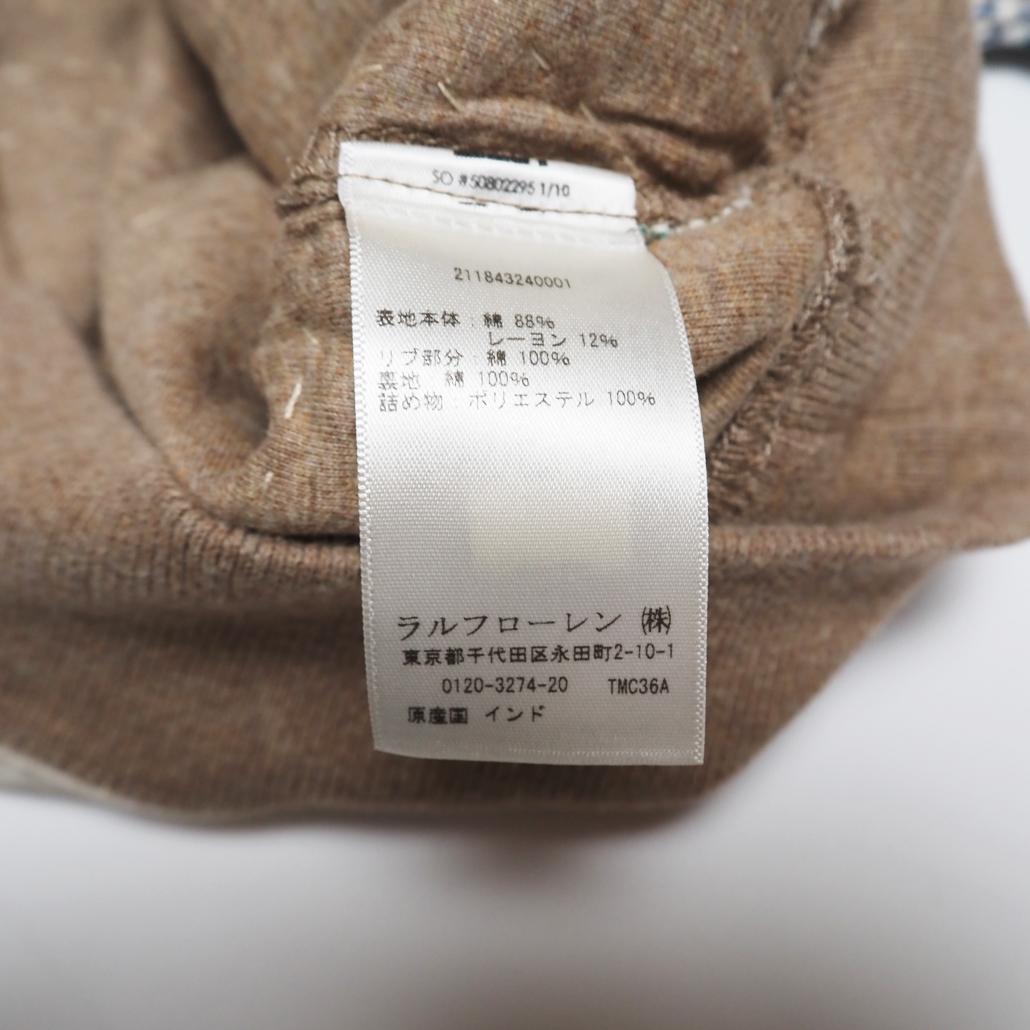 SO #50802295 1/10
211843240001
表地本体：綿 88%
レーヨン 12%
リブ部分：綿 100%
裏地　綿 100%
詰め物：ポリエステル 100%
ラルフローレン ㈱
東京都千代田区永田町2-10-1
0120-3274-20 TMC36A
原産国 インド